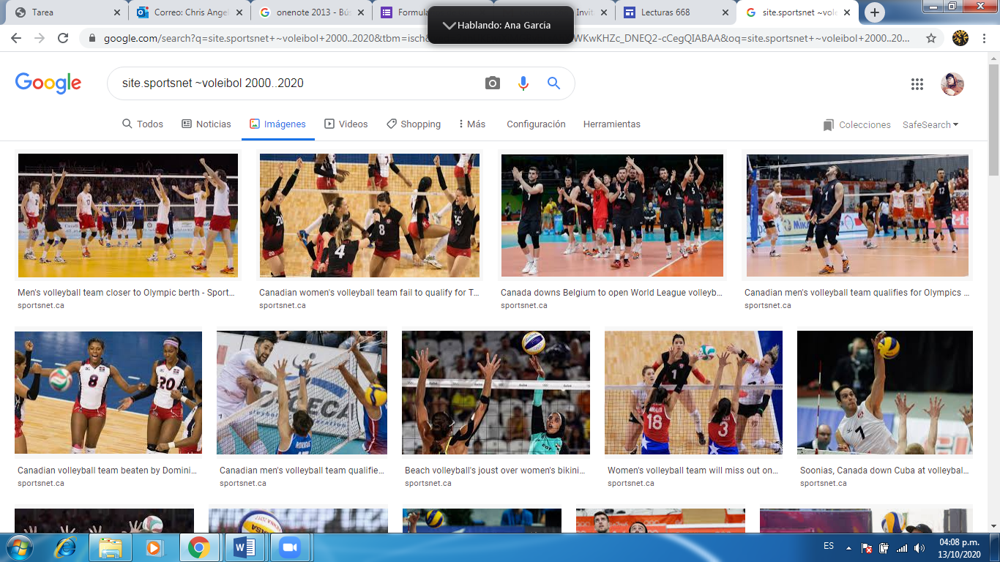 Tarea
Correo: Chris Angel
onenote 2013 - Bús
Formula
Invit
Lecturas 668
site.sportsnet ~vole
Hablando: Ana García
google.com/search?q=site.sportsnet+~voleibol+2000..2020&tbm=isch
WKwKHZc_DNEQ2-cCegQIABAA&oq=site.sportsnet+~voleibol+2000..20...
Google
site.sportsnet ~voleibol 2000..2020
Todos
Noticias
Imágenes
Videos
Shopping
Más
Configuración
Herramientas
Colecciones
SafeSearch
Men's volleyball team closer to Olympic berth - Sport...
sportsnet.ca
Canadian women's volleyball team fail to qualify for T...
sportsnet.ca
Canada downs Belgium to open World League volleyb...
sportsnet.ca
Canadian men's volleyball team qualifies for Olympics ...
sportsnet.ca
Canadian volleyball team beaten by Domini...
sportsnet.ca
Canadian men's volleyball team qualifie...
sportsnet.ca
Beach volleyball's joust over women's bikini...
sportsnet.ca
Women's volleyball team will miss out on...
sportsnet.ca
Soonias, Canada down Cuba at volleybal...
sportsnet.ca
ES
04:08 p.m.
13/10/2020